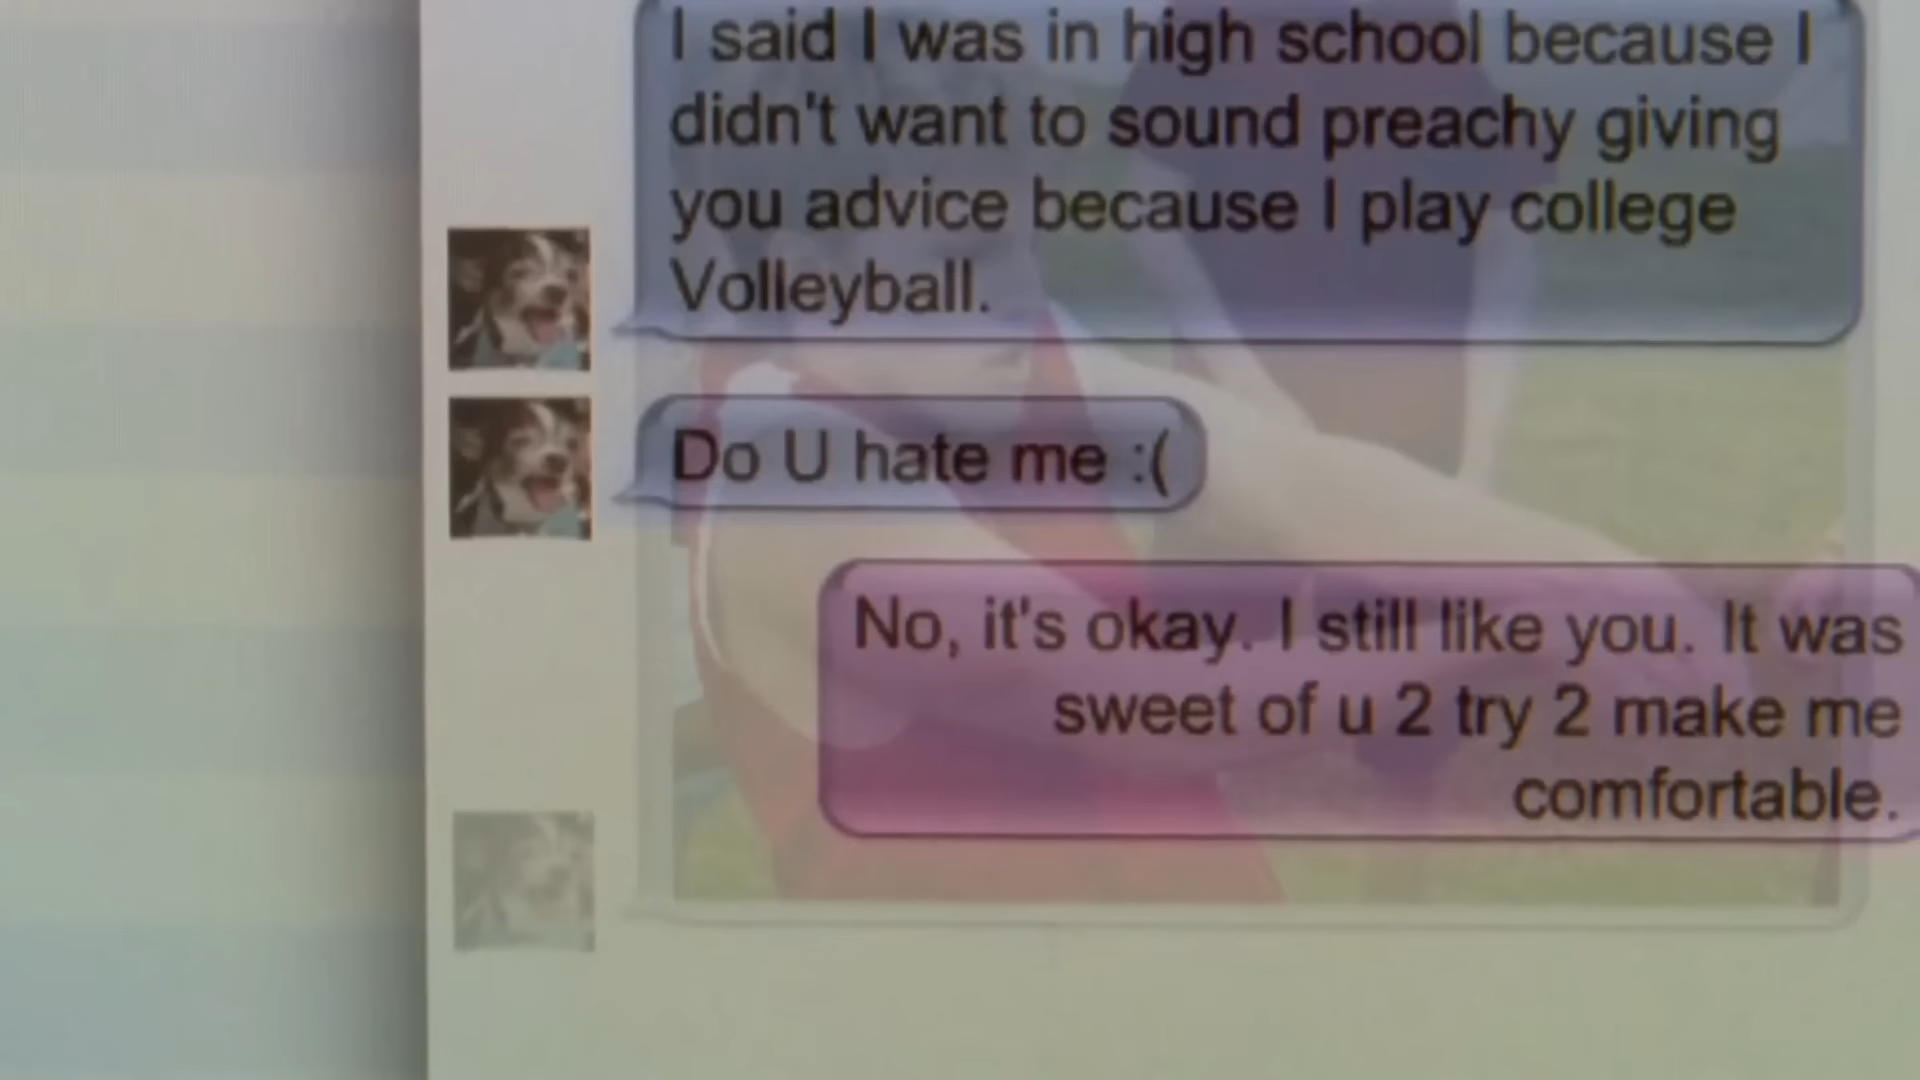 I said I was in high school because I
didn't want to sound preachy giving
you advice because I play college
Volleyball.
Do U hate me :(
No, it's okay. I still like you. It was
sweet of u 2 try 2 make me
comfortable.